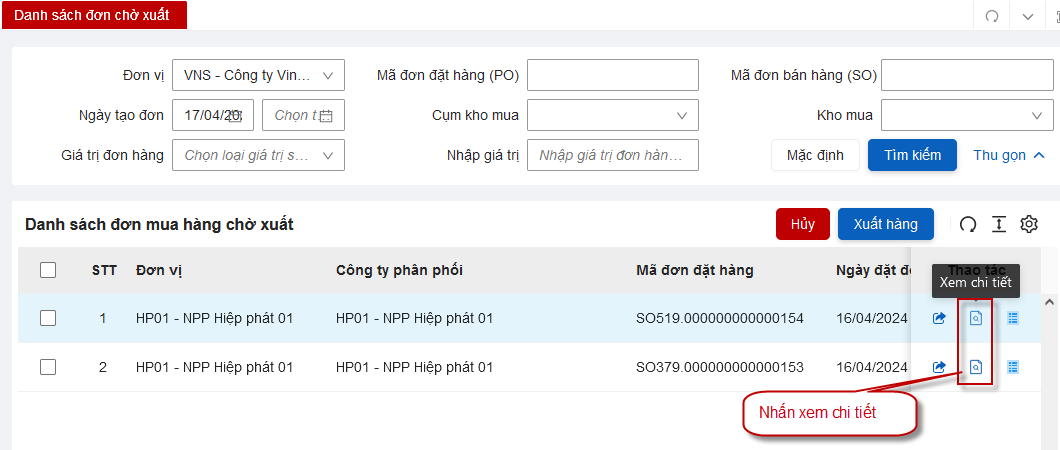 Danh sách đơn chờ xuất
Đơn vị VNS - Công ty Vin... Mã đơn đặt hàng (PO) Mã đơn bán hàng (SO)
Ngày tạo đơn 17/04/20 Chọn t Cụm kho mua Kho mua
Giá trị đơn hàng Chọn loại giá trị s... Nhập giá trị Nhập giá trị đơn hàn... Mặc định Tìm kiếm Thu gọn
Danh sách đơn mua hàng chờ xuất Hủy Xuất hàng
STT Đơn vị Công ty phân phối Mã đơn đặt hàng Ngày đặt Thao tác
Xem chi tiết
1 HP01 - NPP Hiệp phát 01 HP01 - NPP Hiệp phát 01 SO519.000000000000154 16/04/2024
2 HP01 - NPP Hiệp phát 01 HP01 - NPP Hiệp phát 01 SO379.000000000000153 16/04/2024
Nhấn xem chi tiết